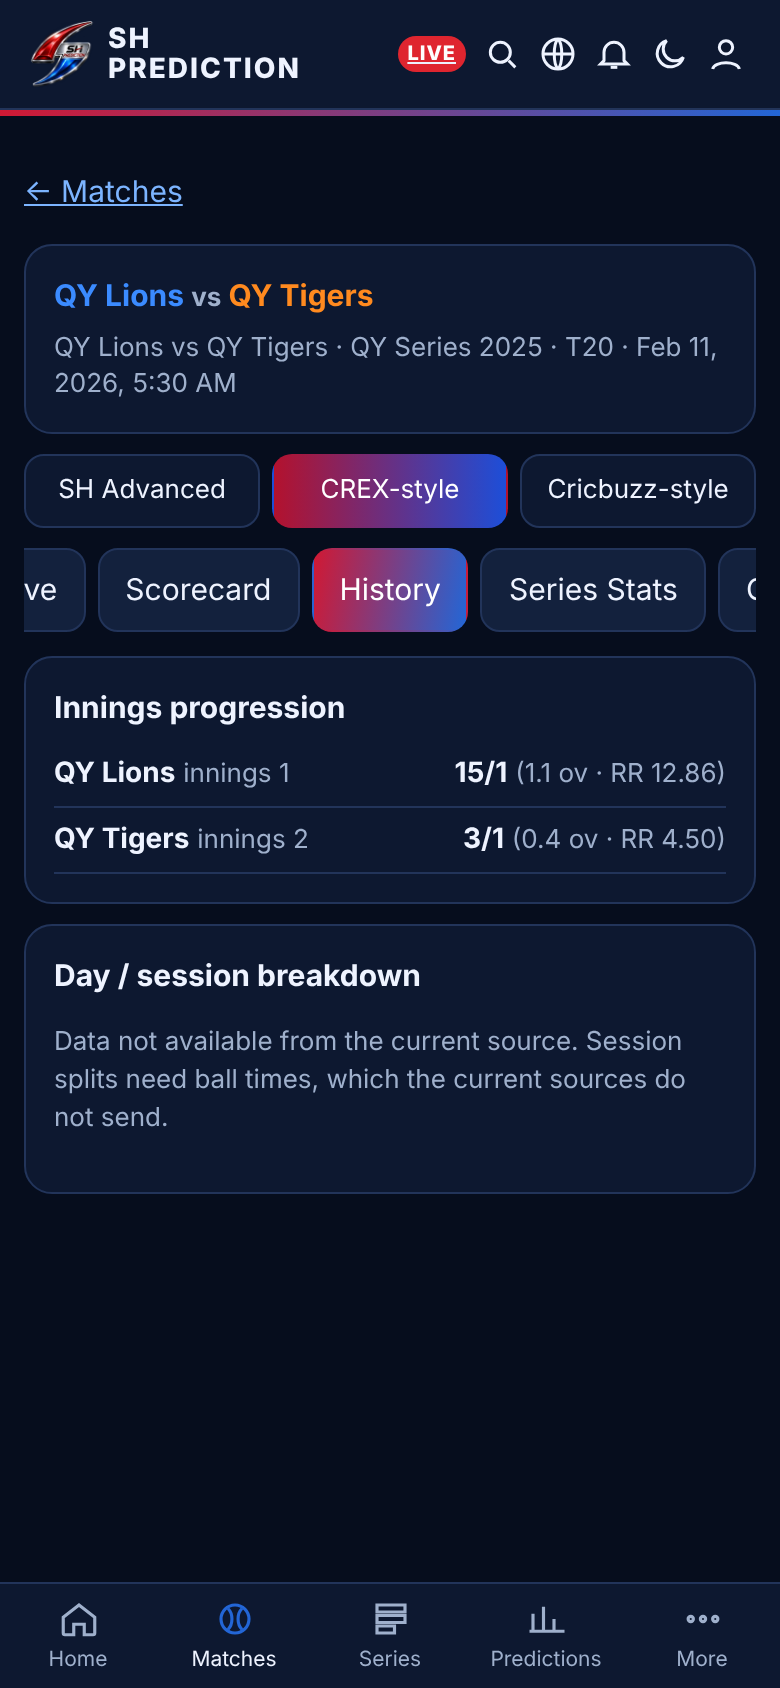 SH
PREDICTION
LIVE
← Matches
QY Lions vs QY Tigers
QY Lions vs QY Tigers · QY Series 2025 · T20 · Feb 11,
2026, 5:30 AM
SH Advanced CREX-style Cricbuzz-style
ve Scorecard History Series Stats
Innings progression
QY Lions innings 1 15/1 (1.1 ov · RR 12.86)
QY Tigers innings 2 3/1 (0.4 ov · RR 4.50)
Day / session breakdown
Data not available from the current source. Session
splits need ball times, which the current sources do
not send.
Home Matches Series Predictions More